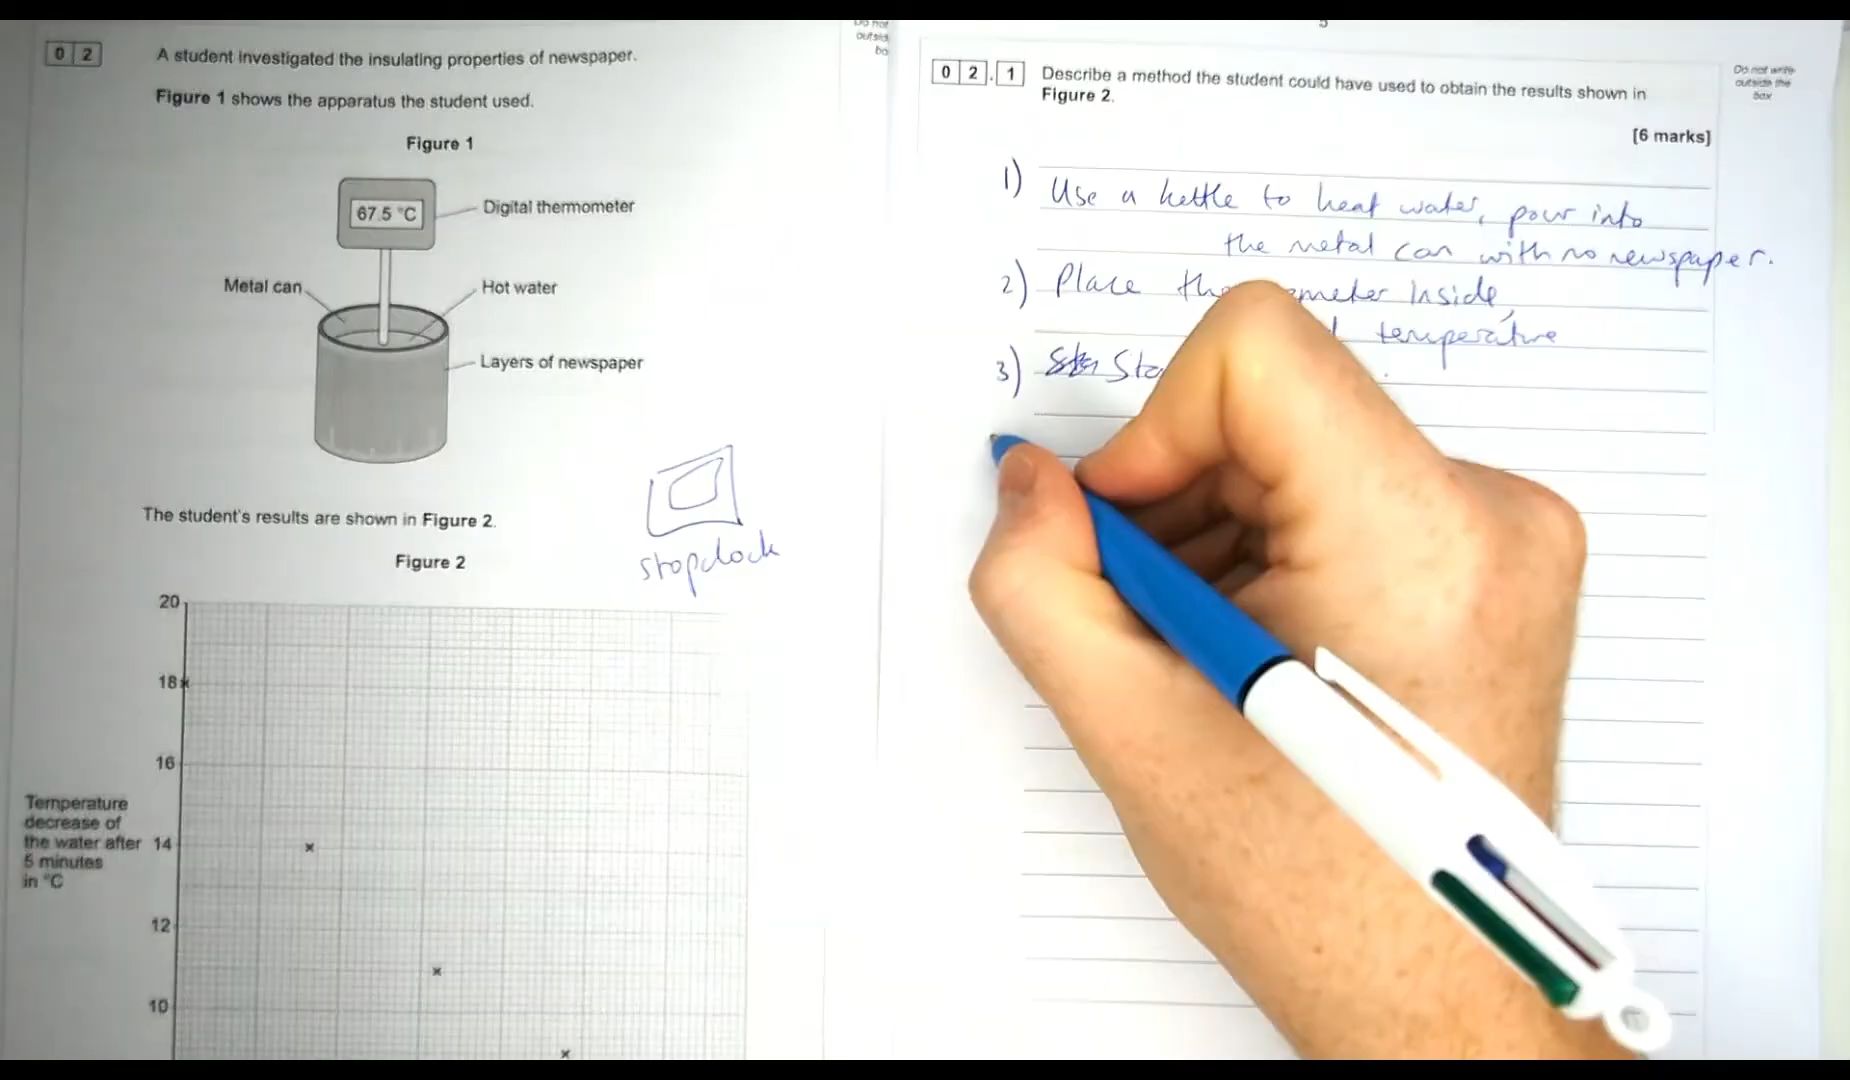 0 2
A student investigated the insulating properties of newspaper.
Figure 1 shows the apparatus the student used.
Figure 1
67.5 °C
Digital thermometer
Metal can
Hot water
Layers of newspaper
The student's results are shown in Figure 2.
stopclock
Figure 2
20
18
16
Temperature
decrease of
the water after
5 minutes
in °C
14
12
10
Do not
outside
bo
5
0 2 . 1
Describe a method the student could have used to obtain the results shown in
Figure 2.
[6 marks]
Do not write
outside the
box
1) Use a kettle to heat water, pour into
the metal can with no newspaper.
2) Place meter inside,
temperature
3)